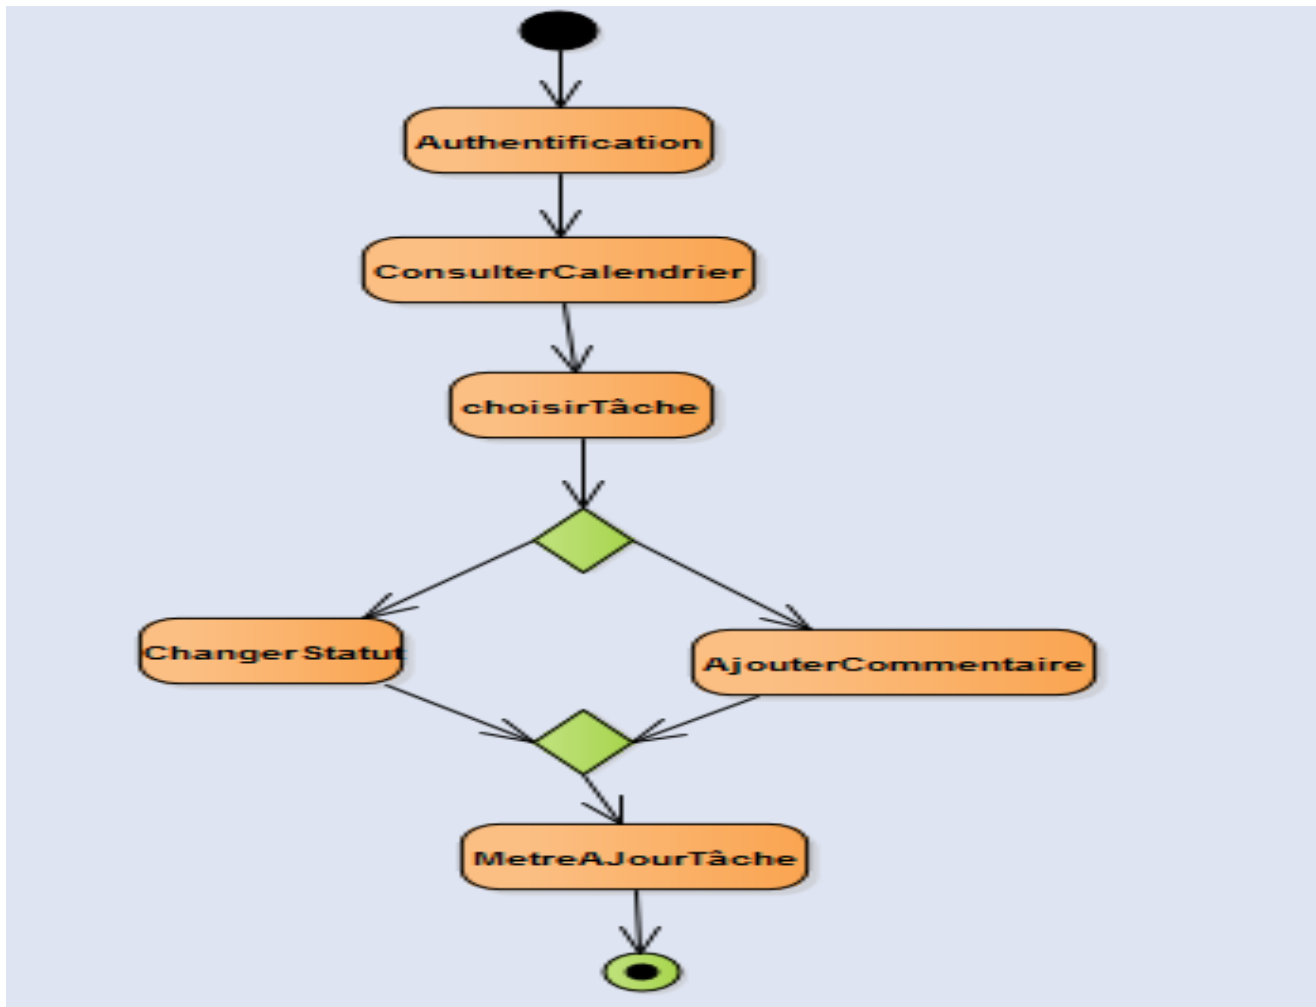 Authentification
ConsulterCalendrier
choisirTâche
ChangerStatut
AjouterCommentaire
MetreAJourTâche